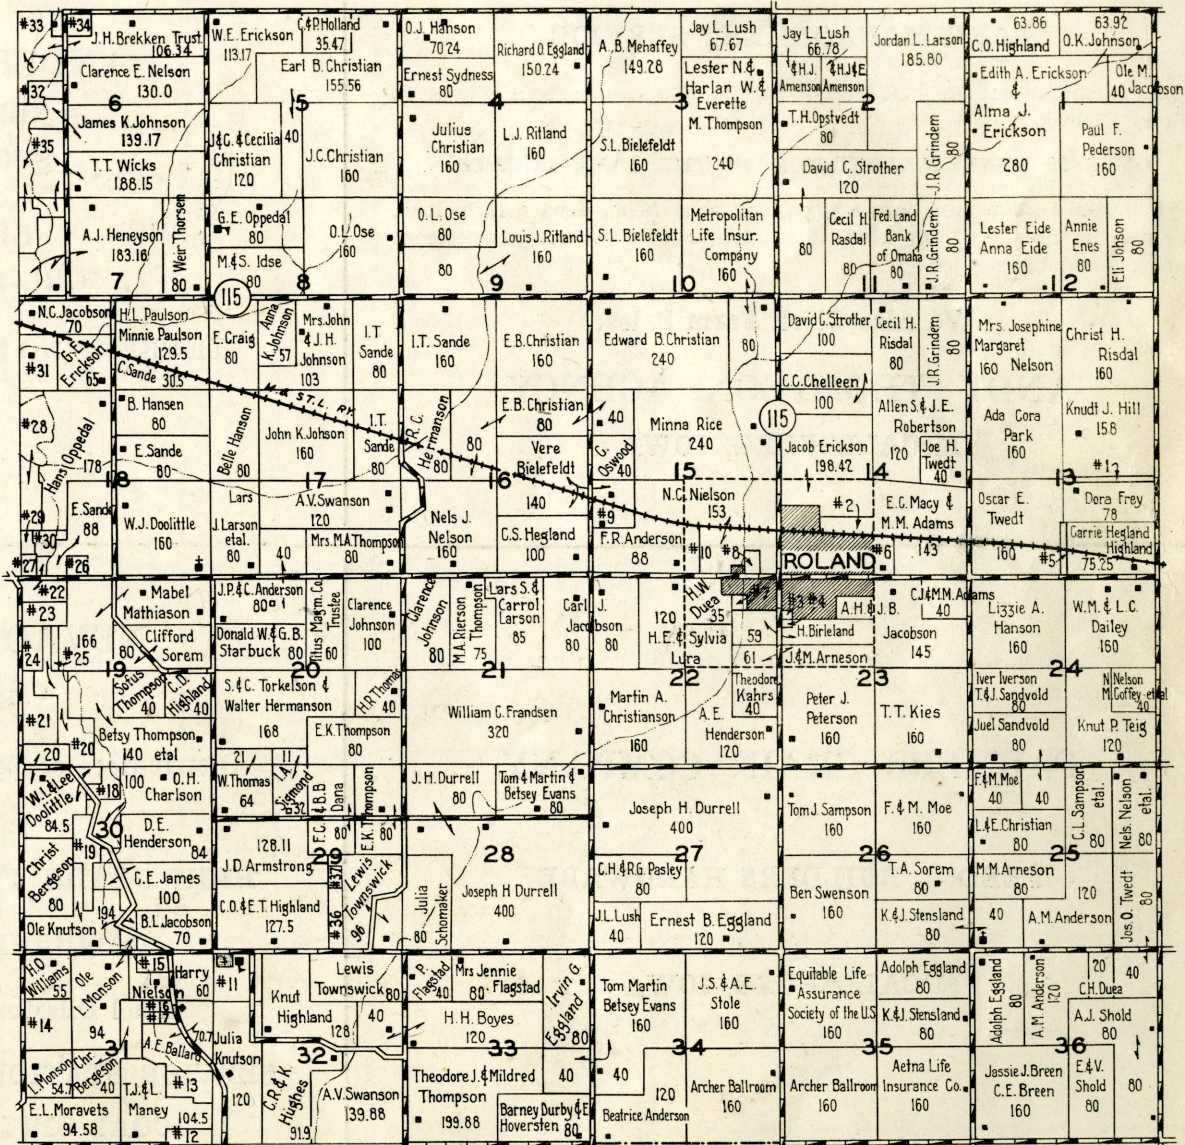 #33
#34
J.H. Brekken Trust
106.34
W.E. Erickson
113.17
C.&P. Holland
35.47
O.J. Hanson
70.24
Richard O. Eggland
150.24
A.B. Mehaffey
149.28
Jay L. Lush
67.67
Jay L. Lush
66.78
Jordan L. Larson
185.80
63.86
C.O. Highland
63.92
O.K. Johnson
#32
Clarence E. Nelson
130.0
6
Earl B. Christian
155.56
5
Ernest Sydness
80
4
Lester N.&
Harlan W.&
Everette
M. Thompson
240
3
&H.J.
Amenson
&H.J.&E
Amenson
2
Edith A. Erickson
&
Alma J.
Erickson
280
1
Ole M.
Jacobson
40
#35
James K. Johnson
139.17
T.T. Wicks
188.15
J&G. & Cecilia
Christian
120
40
J.C. Christian
160
Julius
Christian
160
L.J. Ritland
160
S.L. Bielefeldt
160
T.H. Opstvedt
80
David C. Strother
120
J.R. Grindem
80
Paul F.
Pederson
160
A.J. Heneyson
183.16
7
Weir Thorsen
80
G.E. Oppedal
80
M.&S. Idse
80
O.L. Ose
160
8
O.L. Ose
80
80
Louis J. Ritland
160
9
S.L. Bielefeldt
160
Metropolitan
Life Insur.
Company
160
10
80
Cecil H.
Rasdal
80
Fed. Land
Bank
of Omaha
80
11
J.R. Grindem
80
Lester Eide
Anna Eide
160
Annie
Enes
80
Eli Johson
80
12
115
N.C. Jacobson
70
G.E.
Erickson
65
#31
H.L. Paulson
Minnie Paulson
129.5
C. Sande 30.5
E. Craig
80
Anna
K. Johnson
57
Mrs. John
& J.H.
Johnson
103
I.T.
Sande
80
I.T. Sande
160
E.B. Christian
160
Edward B. Christian
240
80
David C. Strother
100
Cecil H.
Risdal
80
J.R. Grindem
80
Mrs. Josephine
Margaret
160 Nelson
Christ H.
Risdal
160
M.& ST.L. RY.
#28
Hans Oppedal
178
B. Hansen
80
E. Sande
80
18
Belle Hanson
80
John K. Johson
160
17
I.T.
Sande
80
R.C.
Hermanson
80
80
E.B. Christian
80
Vere
Bielefeldt
140
16
40
G.
Oswood
40
Minna Rice
240
15
115
C.C. Chelleen
100
Jacob Erickson
198.42
Allen S.& J.E.
Robertson
120
Joe H.
Twedt
40
14
Ada Cora
Park
160
Knudt J. Hill
158
#1
13
#29
#30
#27
#26
E. Sande
88
W.J. Doolittle
160
Lars
J. Larson
etal.
80
A.V. Swanson
120
40
Mrs. M.A. Thompson
Nels J.
Nelson
160
C.S. Hegland
100
#9
F.R. Anderson
88
N.C. Nielson
153
#10
#8
#2
ROLAND
#6
E.C. Macy &
M.M. Adams
143
Oscar E.
Twedt
160
#5
Dora Frey
78
Carrie Hegland
Highland
75.25
#22
#23
#24
166
#25
19
Mabel
Mathiason
80
Clifford
Sorem
Sofus
Thompson
40
C.D.
Highland
40
J.P.&C. Anderson
80
Donald W.&G.B.
Starbuck
Titus Ma'm. Co.
Trustee
60
20
Clarence
Johnson
100
Clarence
Johnson
80
M.A. Rierson
Thompson
75
Lars S.&
Carrol
Larson
85
Carl J.
Jacobson
80
21
120
H.E.& Sylvia
Lura
160
22
H.W.
Duea
35
59
61
#3
#4
A.H.&J.B.
H. Birleland
J.&M. Arneson
Jacobson
145
C.J.&M.M. Adams
40
23
Lizzie A.
Hanson
160
W.M.& L.C.
Dailey
160
24
#21
20
#20
Betsy Thompson
140 etal
S.& C. Torkelson &
Walter Hermanson
168
H.R. Thomas
40
E.K. Thompson
80
William C. Frandsen
320
Martin A.
Christianson
160
Theodore
Kahrs
40
A.E.
Henderson
120
Peter J.
Peterson
160
T.T. Kies
160
Iver Iverson
T.&J. Sandvold
80
Juel Sandvold
80
N. Nelson
M. Coffey-etal
40
Knut P. Teig
120
W.I.& Lee
Doolittle
84.5
#18
100
O.H.
Charlson
30
#19
D.E.
Henderson
84
Christ
Bergeson
80
C.E. James
100
194
Ole Knutson
B.L. Jacobson
70
21
11
W. Thomas
64
I.A.
Sigmond
32
F.C.& B.B.
Dana
80
E.K. Thompson
80
128.11
J.D. Armstrong
29
#37
#36
C.O.& E.T. Highland
127.5
Lewis
Townswick
96
J.H. Durrell
80
Tom & Martin &
Betsey Evans
80
28
Julia
Schomaker
80
Joseph H Durrell
400
Joseph H. Durrell
400
27
C.H.&R.G. Pasley
80
J.L. Lush
40
Ernest B. Eggland
120
Tom J. Sampson
160
F.& M. Moe
160
26
Ben Swenson
160
T.A. Sorem
80
K.&J. Stensland
80
F.&M. Moe
40
40
L.&E. Christian
C.L. Sampson
etal.
80
Nels. Nelson
etal.
80
25
M.M. Arneson
80
120
40
A.M. Anderson
Jos. O. Twedt
80
H.O
Williams
55
#14
Ole
L. Monson
94
#15
Nielson
#16
#17
Harry
60
#11
70.7
Julia
Knutson
A.E. Ballard
31
I. Monson
54.7
Chr
Bergeson
40
#13
T.J.&L.
Maney
104.5
#12
120
E.L. Moravets
94.58
Lewis
Townswick
80
Knut
Highland
128
40
32
C.R.& K
Hughes
91.9
A.V. Swanson
139.88
P.
Flagstad
40
Mrs Jennie
Flagstad
80
Irvin G.
Eggland
80
H.H. Boyes
120
33
Theodore J.& Mildred
Thompson
199.88
40
Barney Durby & E
Hoversten
80
Tom Martin
Betsey Evans
160
J.S.& A.E.
Stole
160
34
40
120
Beatrice Anderson
Archer Ballroom
160
Equitable Life
Assurance
Society of the U.S
160
Adolph Eggland
80
K.&J. Stensland
80
35
Archer Ballroom
160
Aetna Life
Insurance Co.
160
Adolph Eggland
80
A.M. Anderson
120
20
40
C.H. Duea
A.J. Shold
80
36
Jassie J. Breen
C.E. Breen
160
E.&V.
Shold
80
80